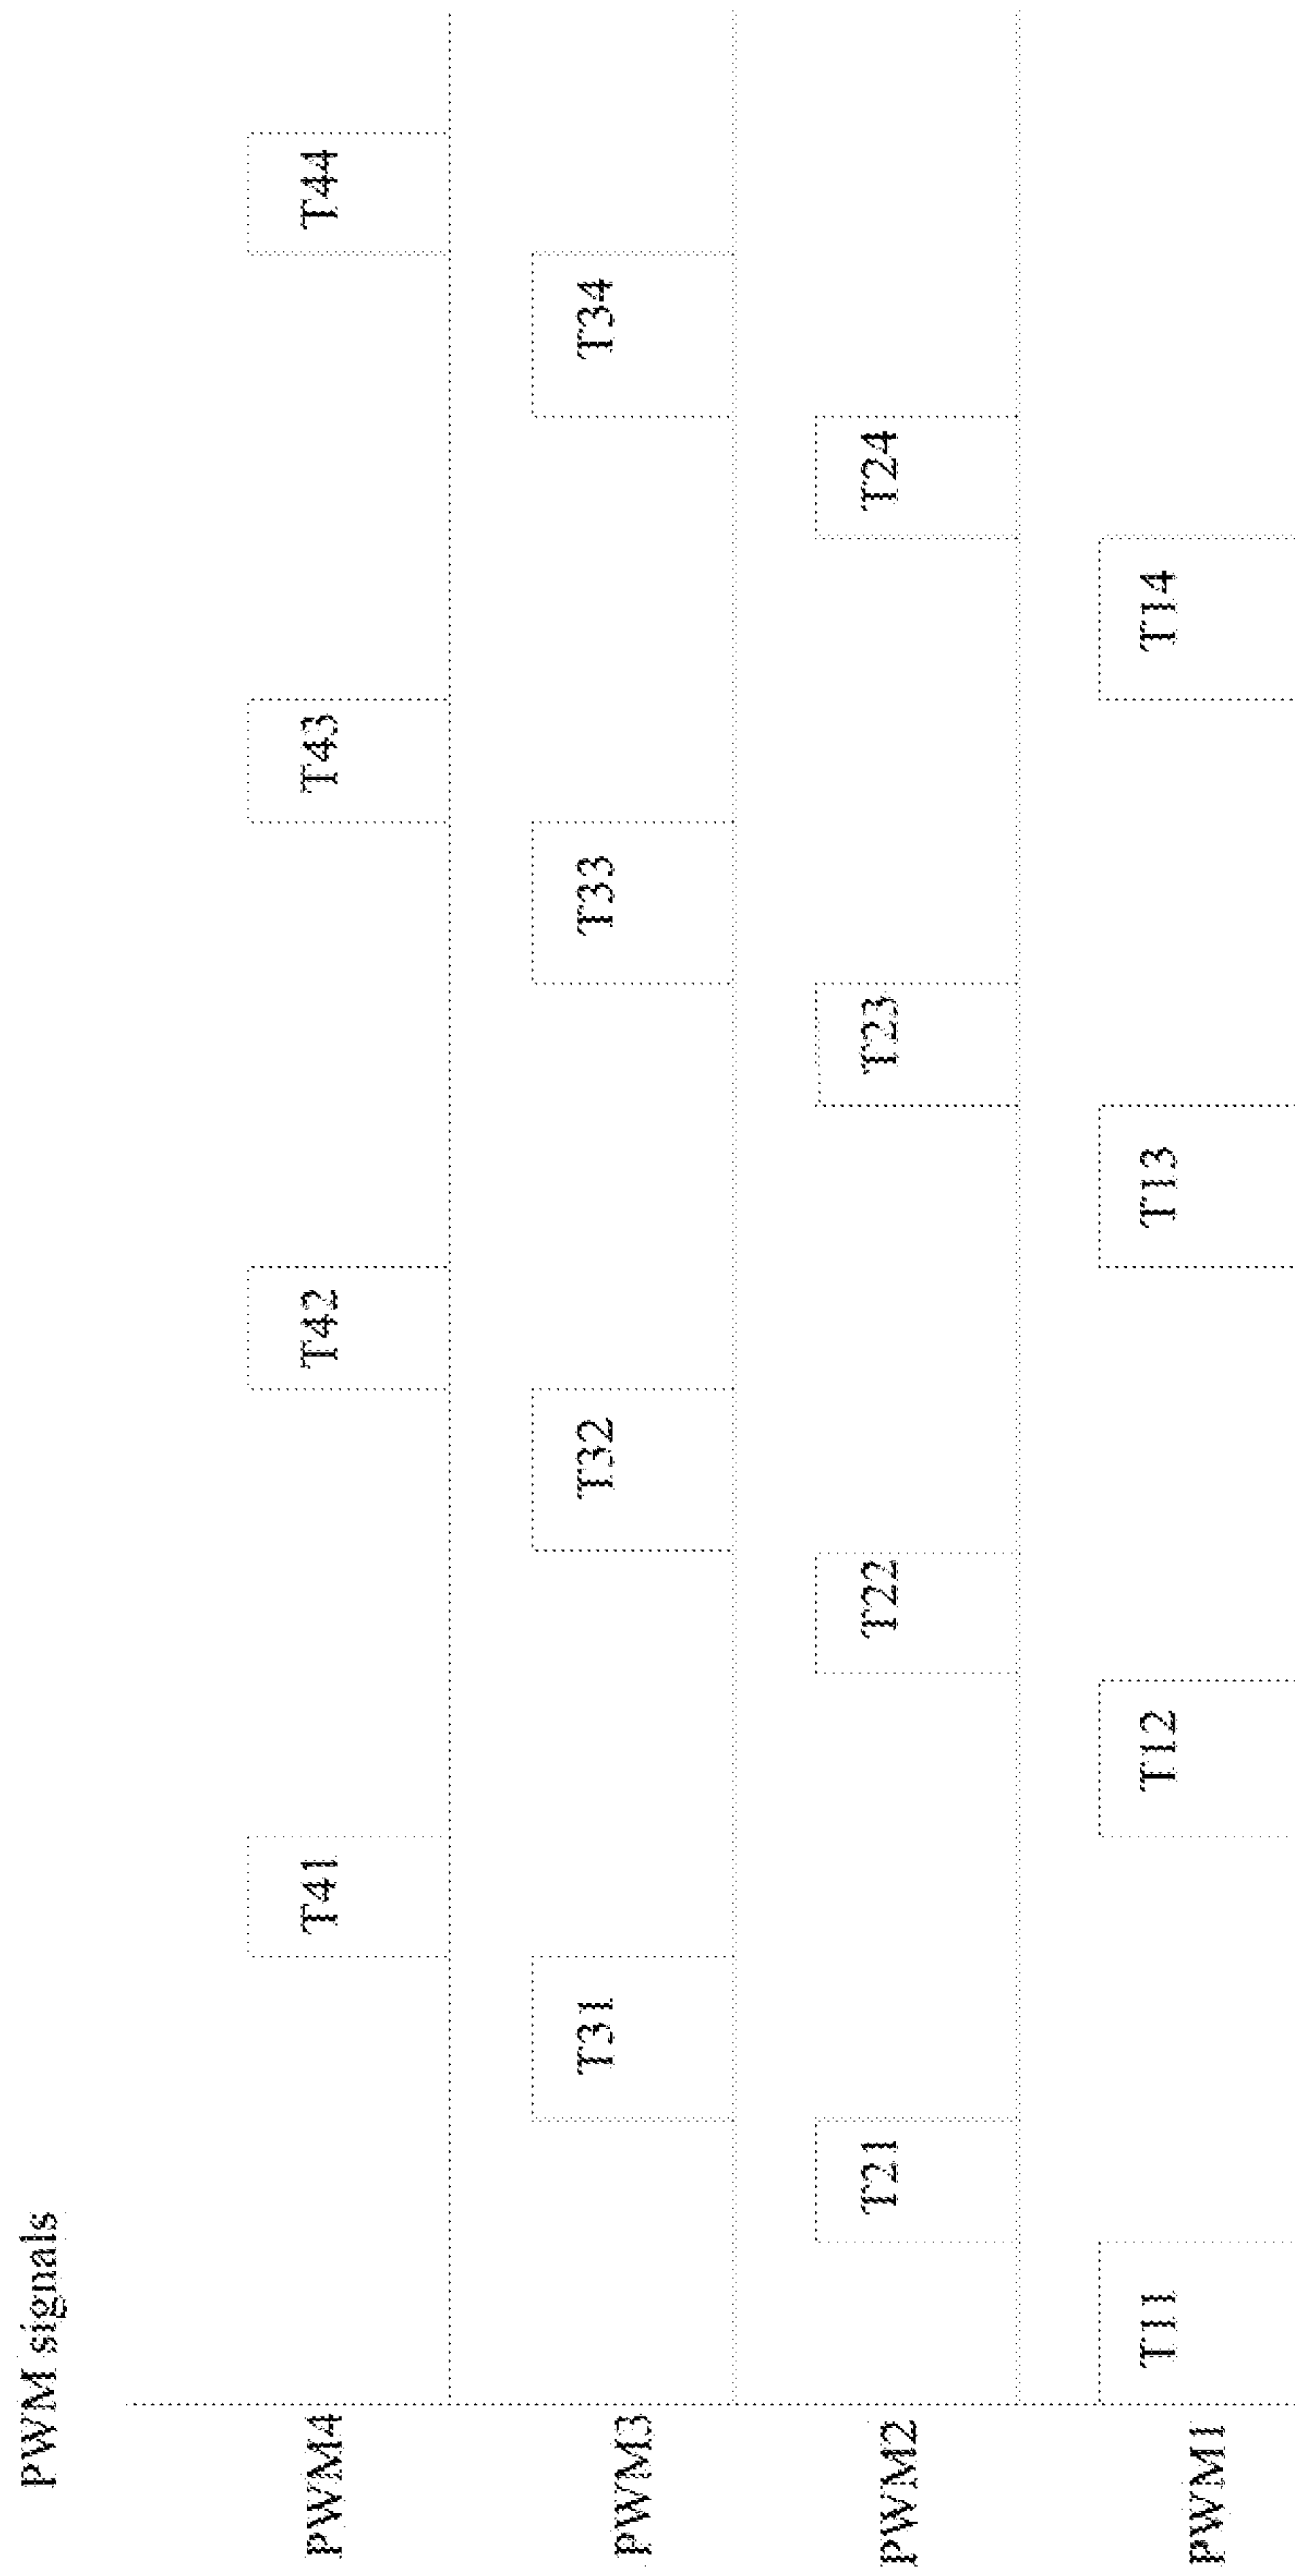 PWM signals
PWM4
T41
T42
T43
T44
PWM3
T31
T32
T33
T34
PWM2
T21
T22
T23
T24
PWM1
T11
T12
T13
T14